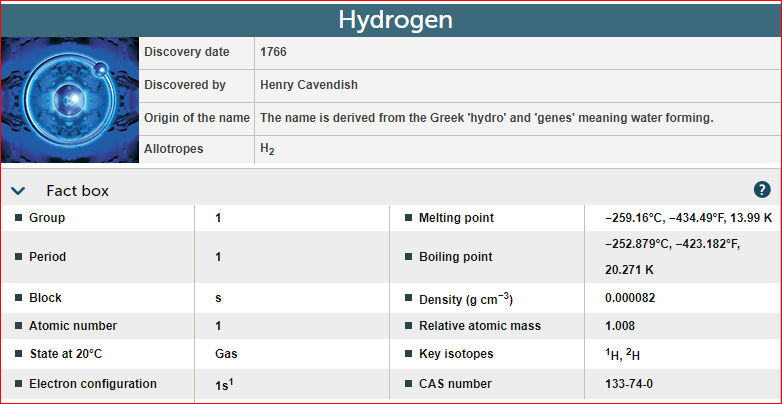 Hydrogen
Discovery date 1766
Discovered by Henry Cavendish
Origin of the name The name is derived from the Greek 'hydro' and 'genes' meaning water forming.
Allotropes H₂
Fact box ?
Group 1 Melting point −259.16°C, −434.49°F, 13.99 K
Period 1 Boiling point −252.879°C, −423.182°F,
20.271 K
Block s Density (g cm⁻³) 0.000082
Atomic number 1 Relative atomic mass 1.008
State at 20°C Gas Key isotopes ¹H, ²H
Electron configuration 1s¹ CAS number 133-74-0